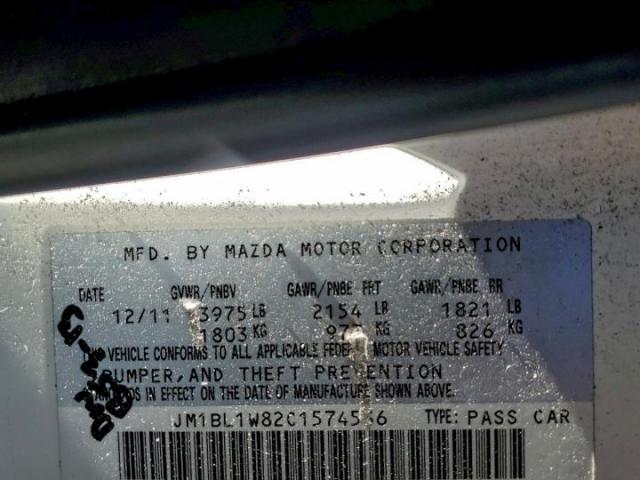 MFD. BY MAZDA MOTOR CORPORATION
DATE GVWR/PNBV GAWR/PNBE FRT GAWR/PNBE RR
12/11 3975 LB 2154 LB 1821 LB
1803 KG KG 826 KG
VEHICLE CONFORMS TO ALL APPLICABLE MOTOR VEHICLE SAFETY
BUMPER, AND THEFT PREVENTION
IN EFFECT ON THE DATE OF MANUFACTURE SHOWN ABOVE.
TYPE: PASS CAR